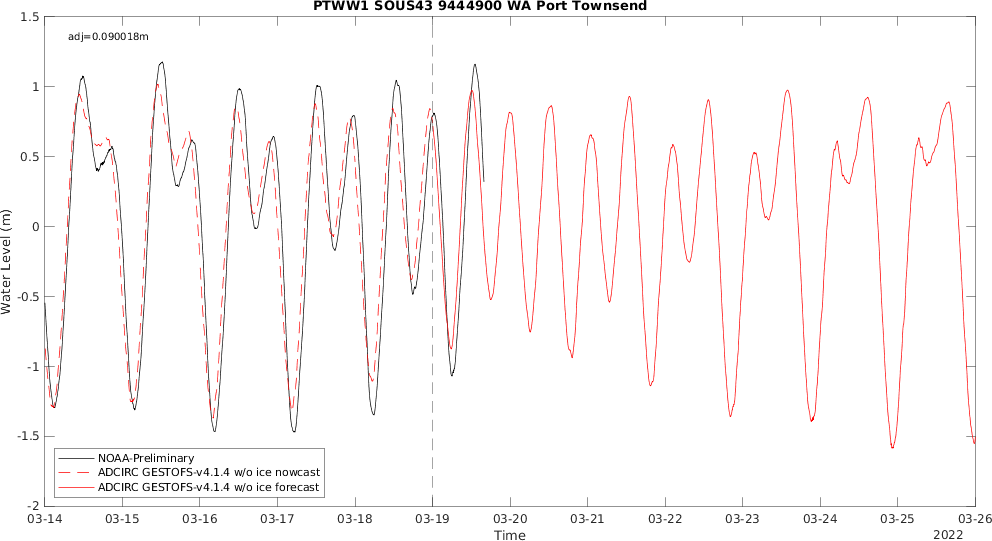 PTWW1 SOUS43 9444900 WA Port Townsend
adj=0.090018m
1.5
1
0.5
0
-0.5
-1
-1.5
-2
Water Level (m)
NOAA-Preliminary
ADCIRC GESTOFS-v4.1.4 w/o ice nowcast
ADCIRC GESTOFS-v4.1.4 w/o ice forecast
03-14 03-15 03-16 03-17 03-18 03-19 03-20 03-21 03-22 03-23 03-24 03-25 03-26
Time
2022